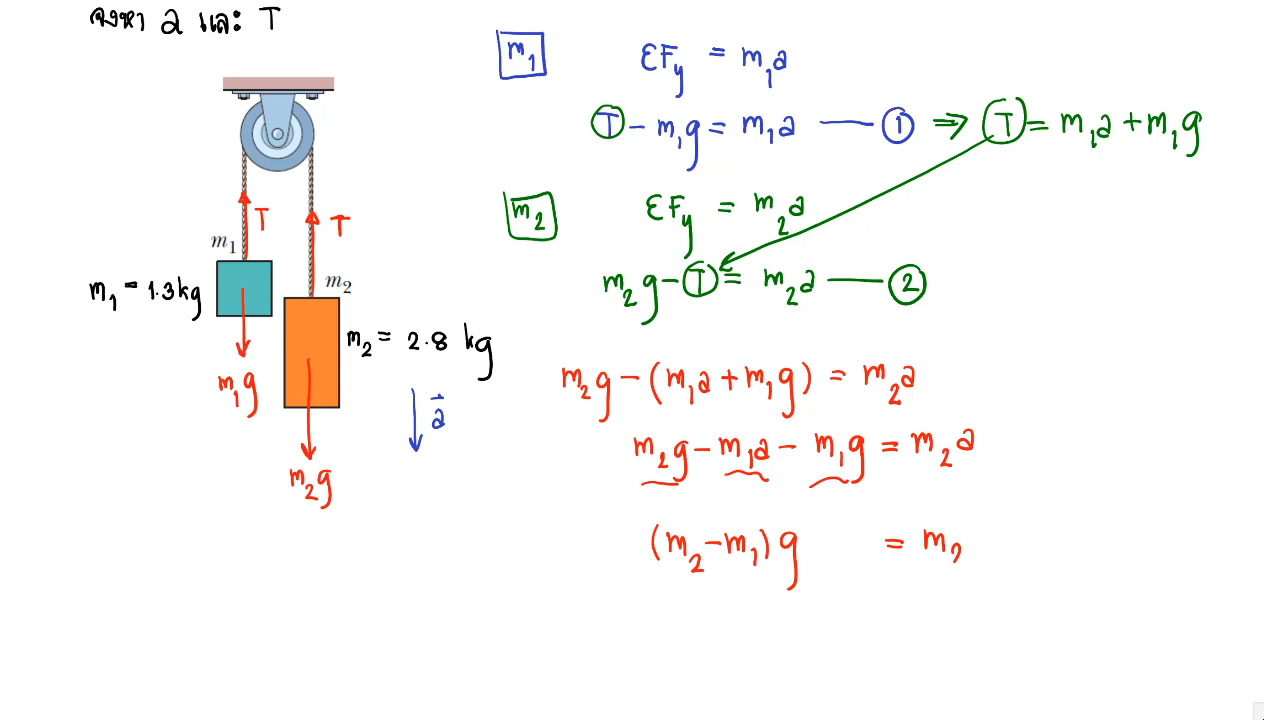 จงหา a และ T
m₁
ΣFy = m₁a
T - m₁g = m₁a — ① ⇒ T = m₁a + m₁g
m₂
ΣFy = m₂a
m₂g - T = m₂a — ②
T
T
m₁
m₂
m₁ = 1.3 kg
m₂ = 2.8 kg
m₁g
a⃗
m₂g
m₂g - (m₁a + m₁g) = m₂a
m₂g - m₁a - m₁g = m₂a
(m₂ - m₁) g = m₂